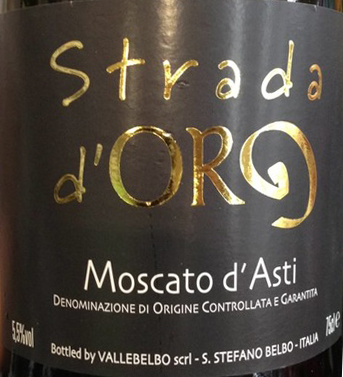 Strada
d'ORO
Moscato d'Asti
DENOMINAZIONE DI ORIGINE CONTROLLATA E GARANTITA
5,5%vol
75cl ℮
Bottled by VALLEBELBO scrl - S. STEFANO BELBO - ITALIA